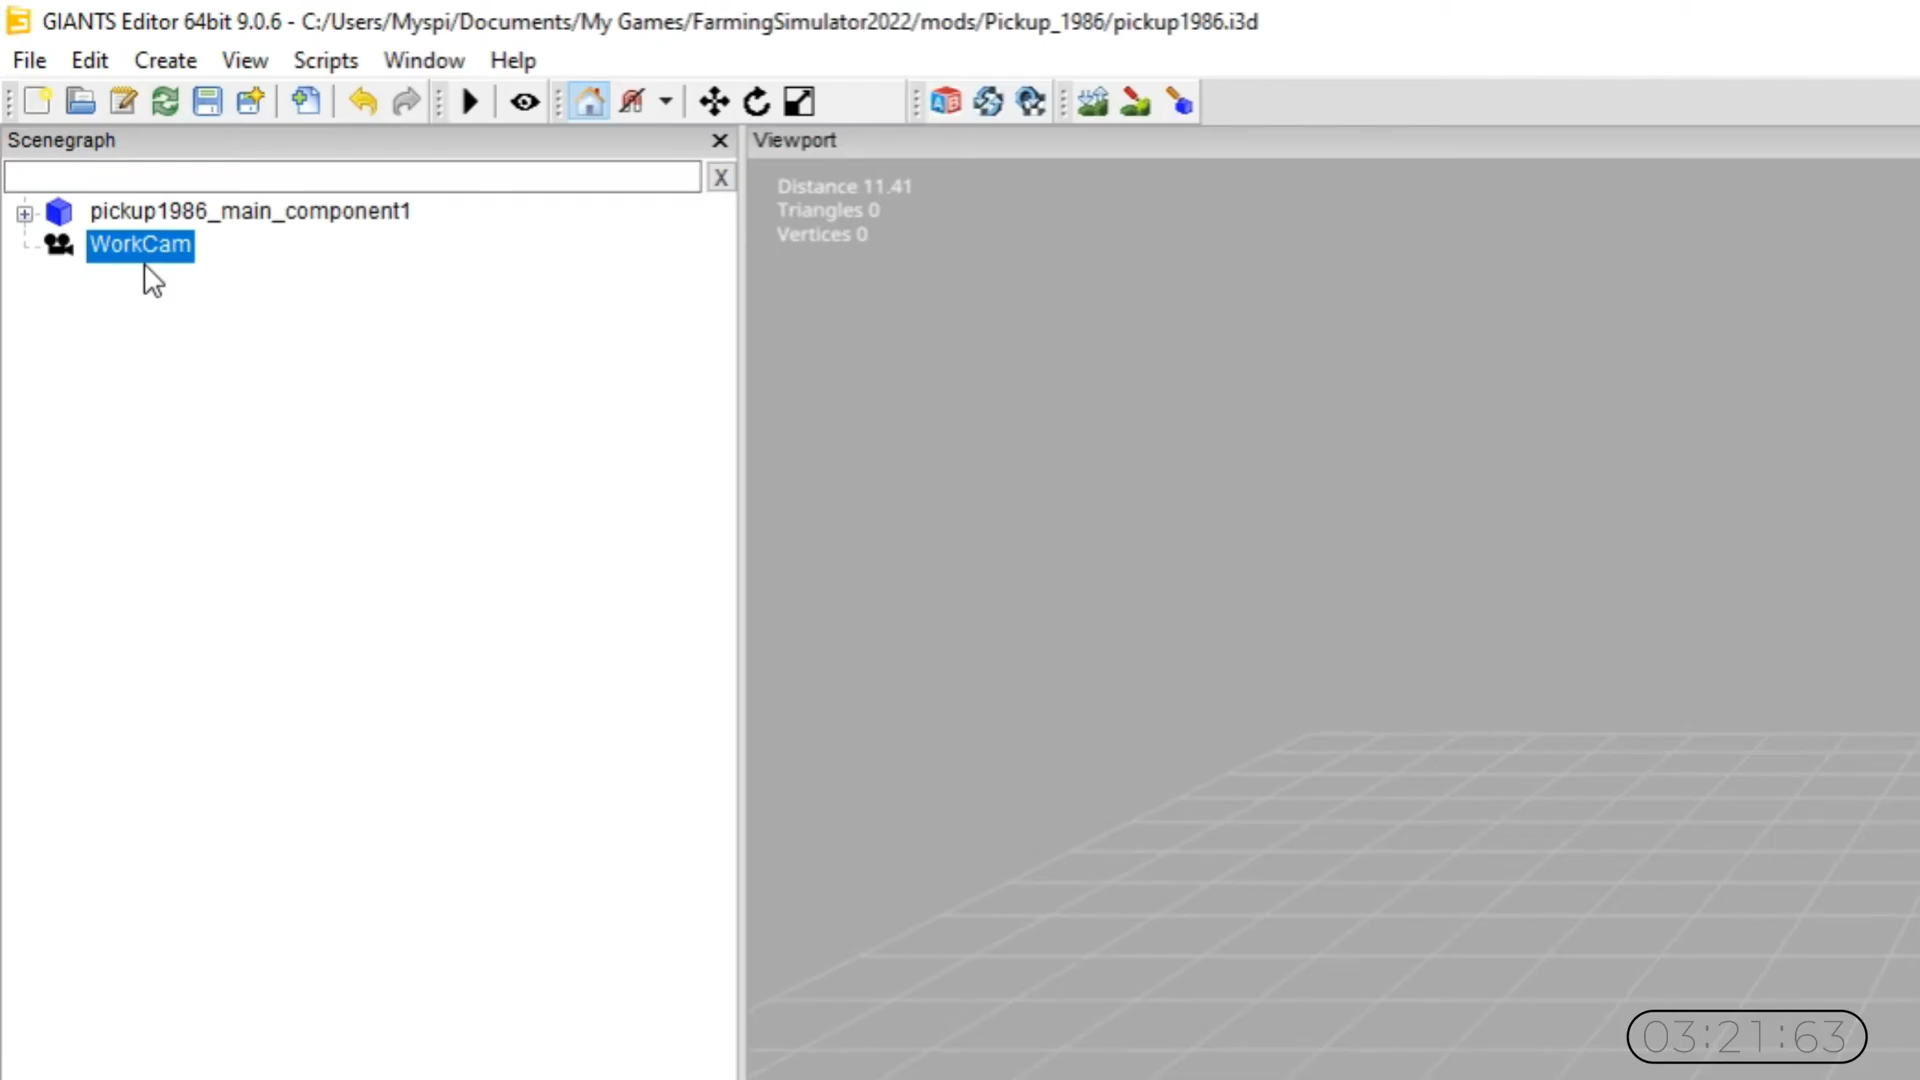 GIANTS Editor 64bit 9.0.6 - C:/Users/Myspi/Documents/My Games/FarmingSimulator2022/mods/Pickup_1986/pickup1986.i3d
File Edit Create View Scripts Window Help
Scenegraph
X
pickup1986_main_component1
WorkCam
Viewport
Distance 11.41
Triangles 0
Vertices 0
03:21:63